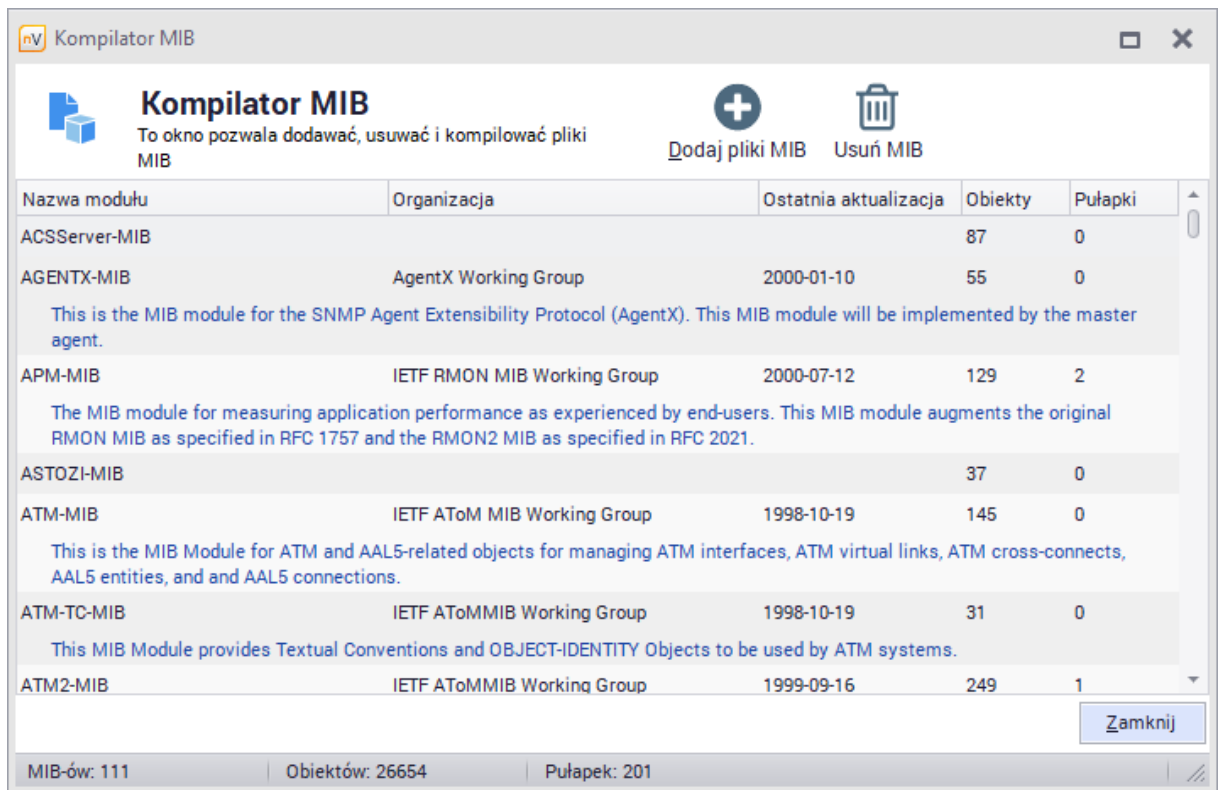 nV Kompilator MIB
Kompilator MIB
To okno pozwala dodawać, usuwać i kompilować pliki
MIB
Dodaj pliki MIB Usuń MIB
Nazwa modułu Organizacja Ostatnia aktualizacja Obiekty Pułapki
ACSServer-MIB 87 0
AGENTX-MIB AgentX Working Group 2000-01-10 55 0
This is the MIB module for the SNMP Agent Extensibility Protocol (AgentX). This MIB module will be implemented by the master
agent.
APM-MIB IETF RMON MIB Working Group 2000-07-12 129 2
The MIB module for measuring application performance as experienced by end-users. This MIB module augments the original
RMON MIB as specified in RFC 1757 and the RMON2 MIB as specified in RFC 2021.
ASTOZI-MIB 37 0
ATM-MIB IETF AToM MIB Working Group 1998-10-19 145 0
This is the MIB Module for ATM and AAL5-related objects for managing ATM interfaces, ATM virtual links, ATM cross-connects,
AAL5 entities, and and AAL5 connections.
ATM-TC-MIB IETF AToMMIB Working Group 1998-10-19 31 0
This MIB Module provides Textual Conventions and OBJECT-IDENTITY Objects to be used by ATM systems.
ATM2-MIB IETF AToMMIB Working Group 1999-09-16 249 1
Zamknij
MIB-ów: 111 Obiektów: 26654 Pułapek: 201